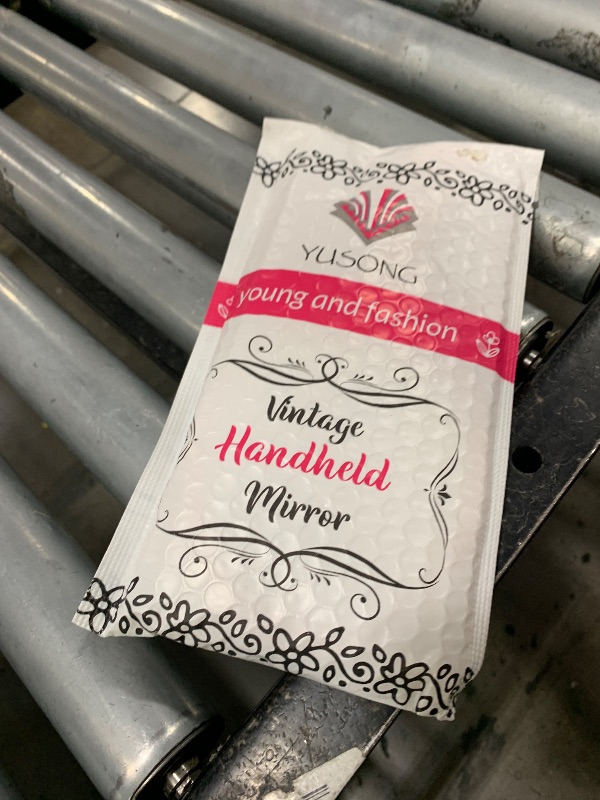 YUSONG
young and fashion
Vintage
Handheld
Mirror